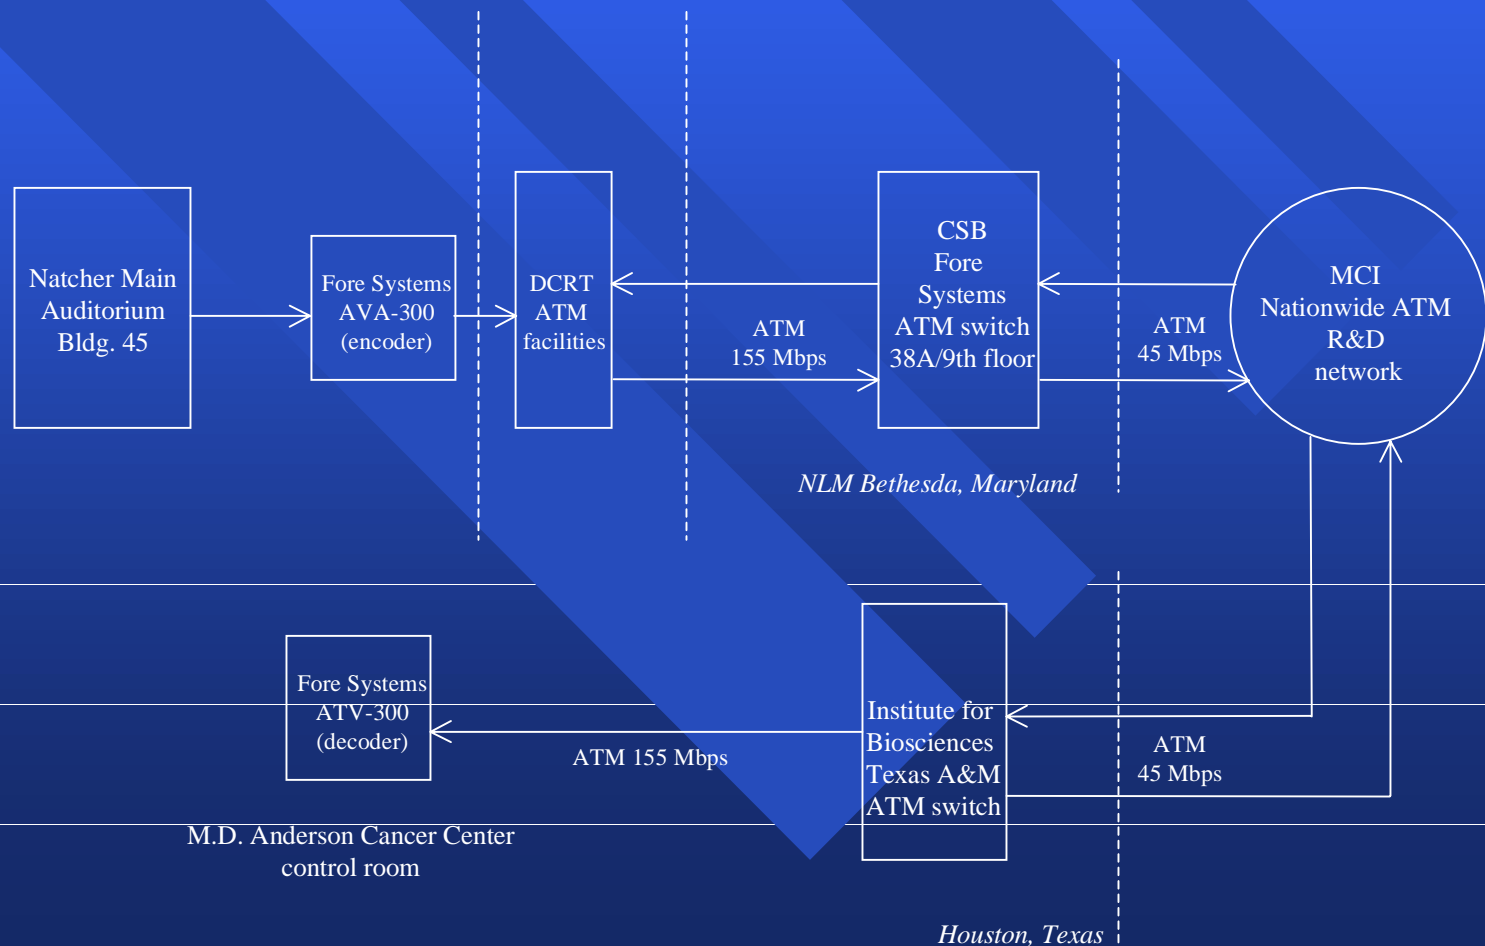 Natcher Main
Auditorium
Bldg. 45
Fore Systems
AVA-300
(encoder)
DCRT
ATM
facilities
ATM
155 Mbps
CSB
Fore
Systems
ATM switch
38A/9th floor
ATM
45 Mbps
MCI
Nationwide ATM
R&D
network
NLM Bethesda, Maryland
Fore Systems
ATV-300
(decoder)
ATM 155 Mbps
Institute for
Biosciences
Texas A&M
ATM switch
ATM
45 Mbps
M.D. Anderson Cancer Center
control room
Houston, Texas